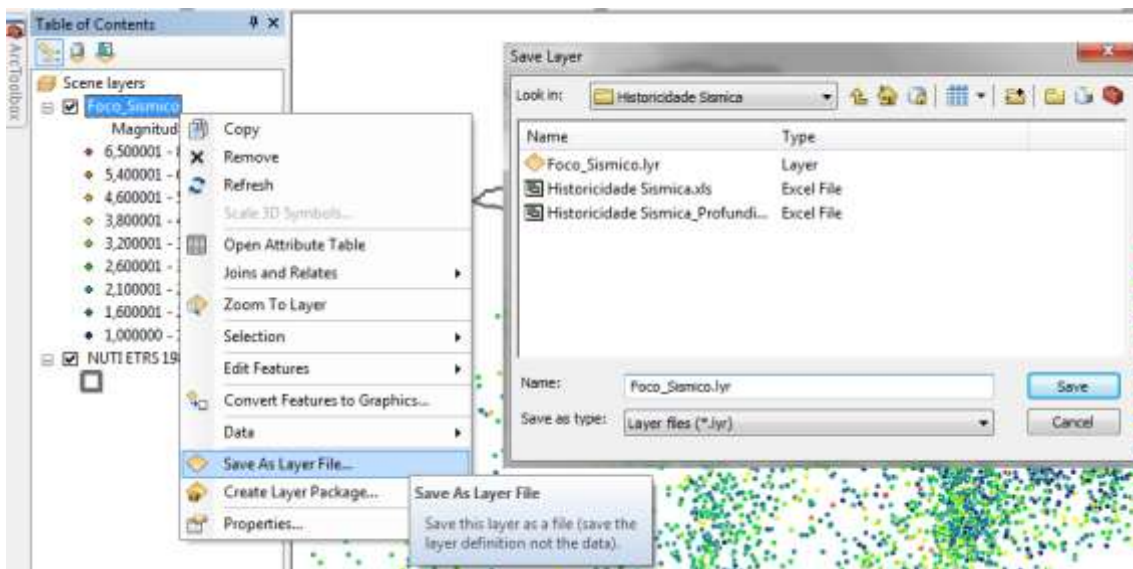 Table of Contents
ArcToolbox
Scene layers
Foco_Sismico
Magnitud
6,500001 -
5,400001 -
4,600001 -
3,800001 -
3,200001 -
2,600001 -
2,100001 -
1,600001 -
1,000000 -
NUTI ETRS 19
Copy
Remove
Refresh
Scale 3D Symbols...
Open Attribute Table
Joins and Relates
Zoom To Layer
Selection
Edit Features
Convert Features to Graphics...
Data
Save As Layer File...
Create Layer Package...
Properties...
Save As Layer File
Save this layer as a file (save the
layer definition not the data).
Save Layer
Look in: Historicidade Sismica
Name Type
Foco_Sismico.lyr Layer
Historicidade Sismica.xls Excel File
Historicidade Sismica_Profundi... Excel File
Name: Foco_Sismico.lyr Save
Save as type: Layer files (*.lyr) Cancel